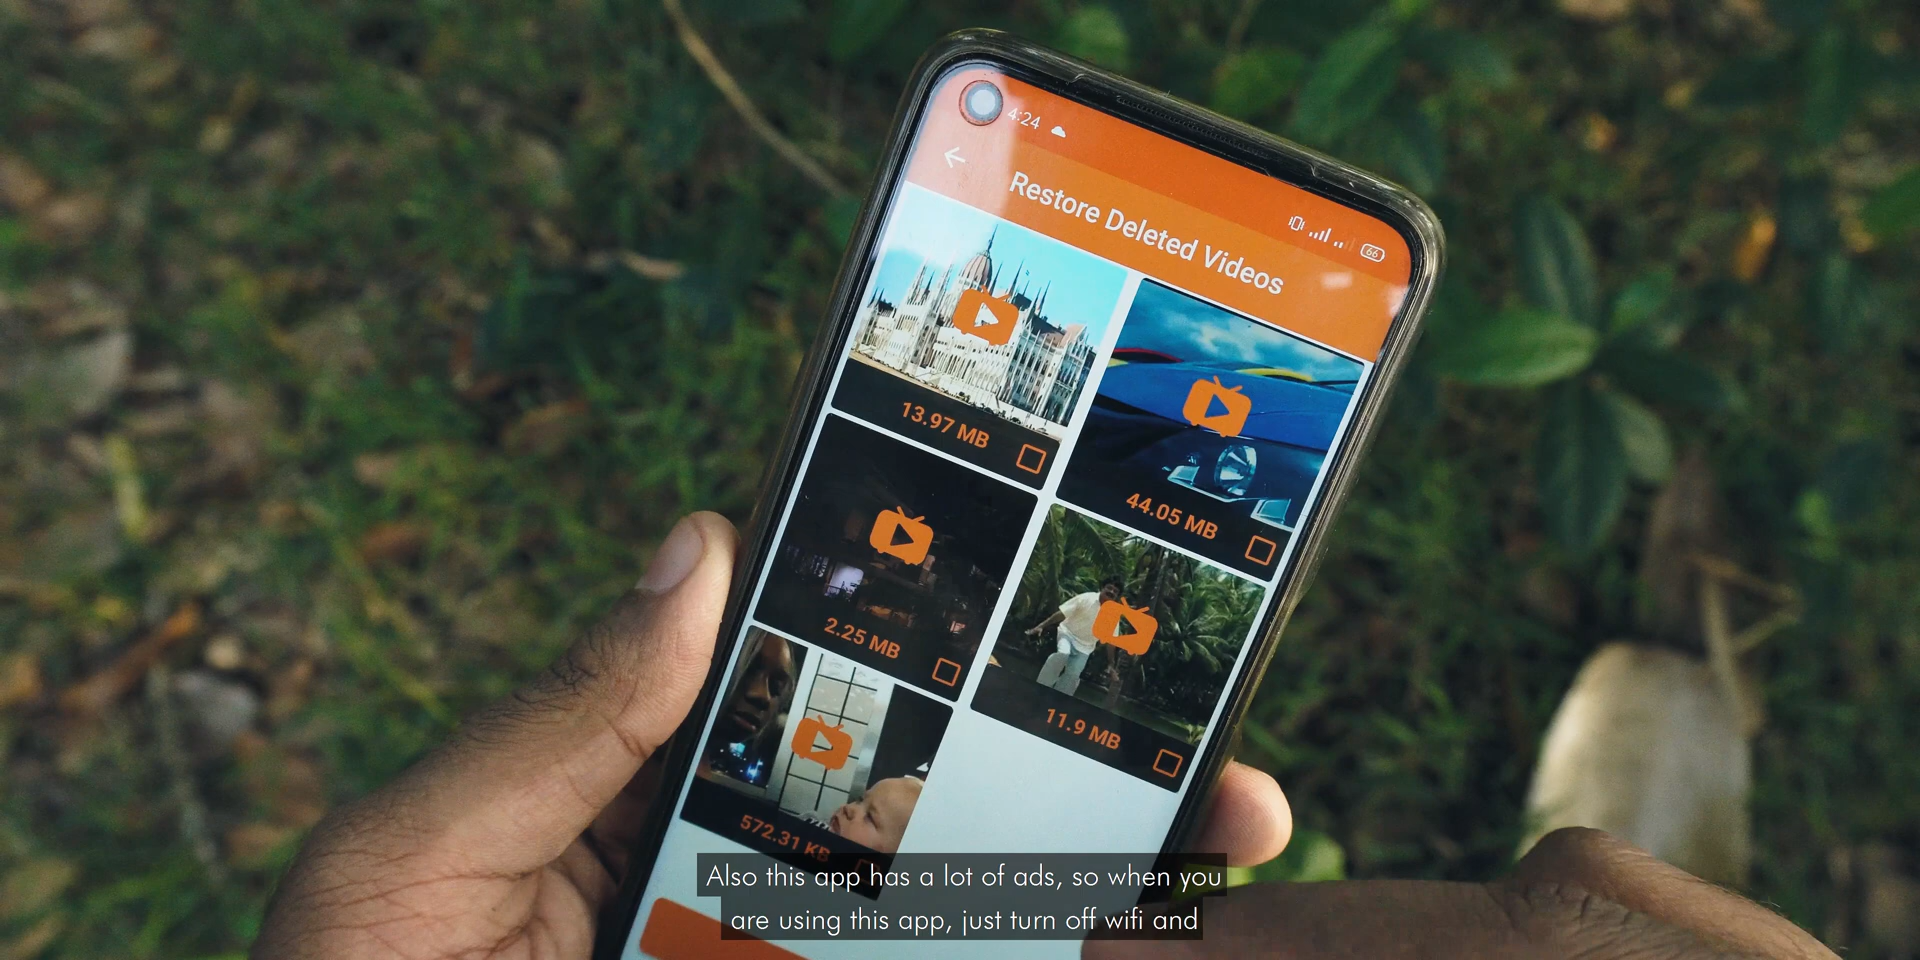 4:24
66
Restore Deleted Videos
13.97 MB
44.05 MB
2.25 MB
11.9 MB
572.31 KB
Also this app has a lot of ads, so when you
are using this app, just turn off wifi and